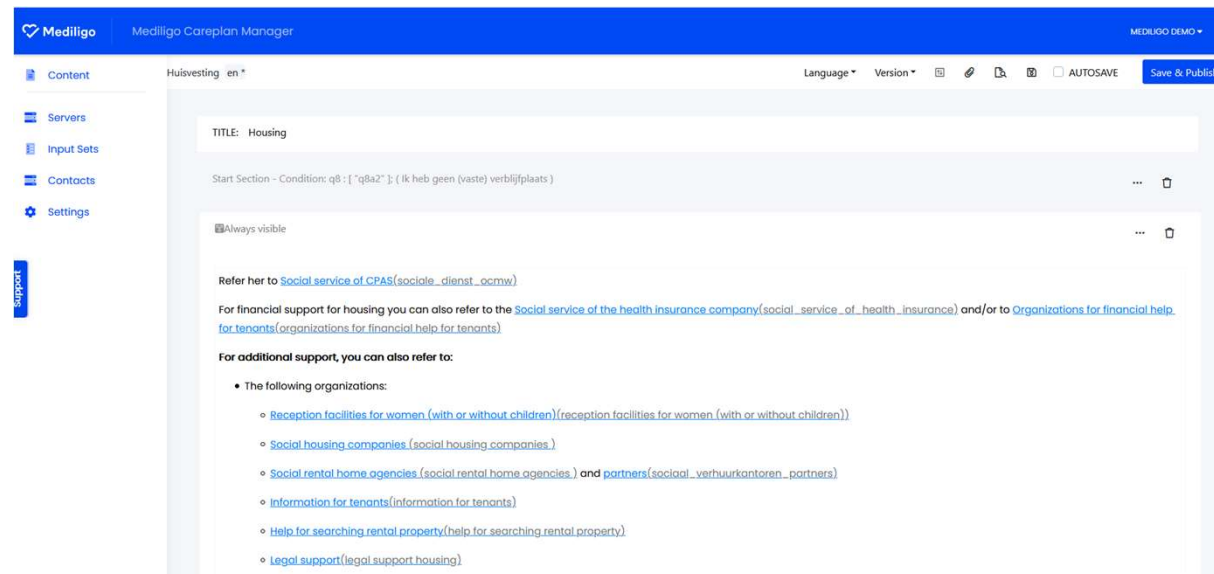 Mediligo
Mediligo Careplan Manager
MEDILIGO DEMO
Content
Servers
Input Sets
Contacts
Settings
Support
Huisvesting en *
Language Version AUTOSAVE Save & Publis
TITLE: Housing
Start Section - Condition: q8 : [ "q8a2" ]; ( Ik heb geen (vaste) verblijfplaats )
Always visible
Refer her to Social service of CPAS(sociale_dienst_ocmw)
For financial support for housing you can also refer to the Social service of the health insurance company(social_service_of_health_insurance) and/or to Organizations for financial help
for tenants(organizations for financial help for tenants)
For additional support, you can also refer to:
• The following organizations:
◦ Reception facilities for women (with or without children)(reception facilities for women (with or without children))
◦ Social housing companies (social housing companies )
◦ Social rental home agencies (social rental home agencies ) and partners(sociaal_verhuurkantoren_partners)
◦ Information for tenants(information for tenants)
◦ Help for searching rental property(help for searching rental property)
◦ Legal support(legal support housing)